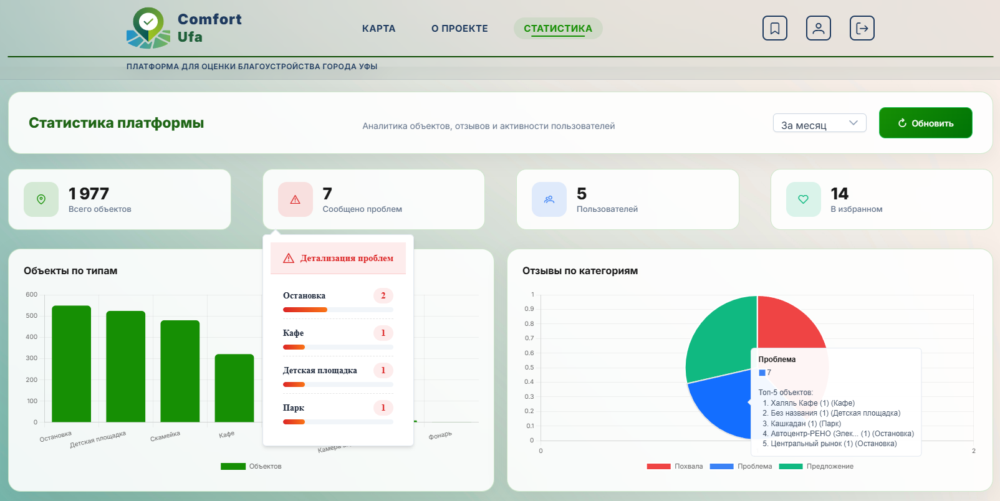 Comfort
Ufa
КАРТА
О ПРОЕКТЕ
СТАТИСТИКА
ПЛАТФОРМА ДЛЯ ОЦЕНКИ БЛАГОУСТРОЙСТВА ГОРОДА УФЫ
Статистика платформы
Аналитика объектов, отзывов и активности пользователей
За месяц
Обновить
1 977
Всего объектов
7
Сообщено проблем
5
Пользователей
14
В избранном
Объекты по типам
600
500
400
300
200
100
0
Остановка
Детская площадка
Скамейка
Кафе
Камера
Фонарь
Объектов
Детализация проблем
Остановка 2
Кафе 1
Детская площадка 1
Парк 1
Отзывы по категориям
1
0.9
0.8
0.7
0.6
0.5
0.4
0.3
0.2
0.1
0
0
2
Проблема
7
Топ-5 объектов:
1. Халяль Кафе (1) (Кафе)
2. Без названия (1) (Детская площадка)
3. Кашкадан (1) (Парк)
4. Автоцентр-РЕНО (Элек... (1) (Остановка)
5. Центральный рынок (1) (Остановка)
Похвала
Проблема
Предложение